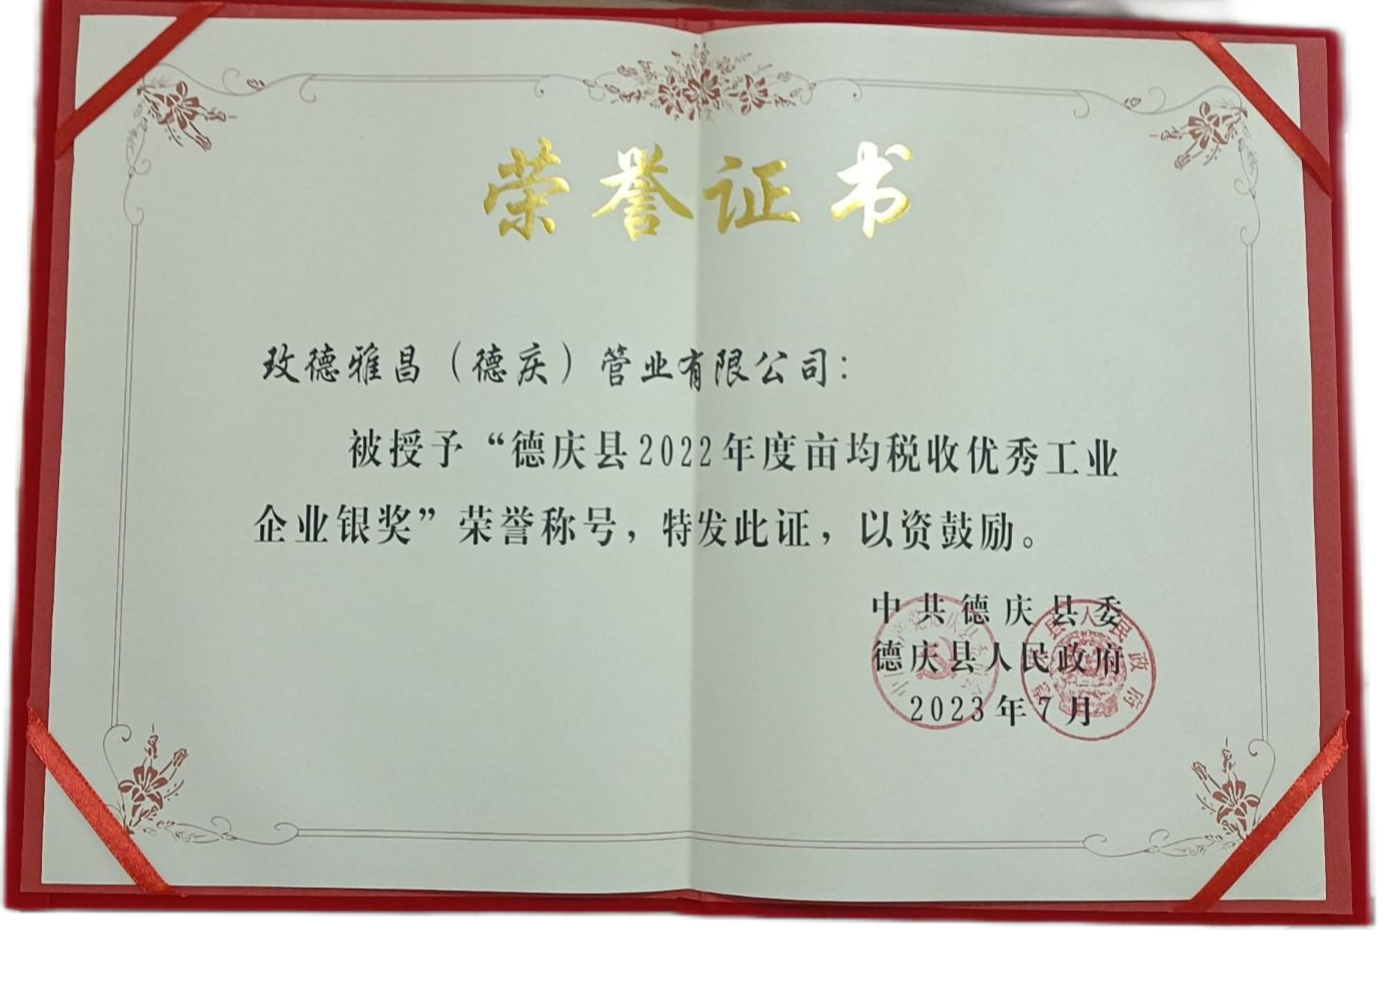 荣誉证书
玫德雅昌（德庆）管业有限公司：
被授予“德庆县2022年度亩均税收优秀工业
企业银奖”荣誉称号，特发此证，以资鼓励。
中共德庆县委
德庆县人民政府
2023年7月